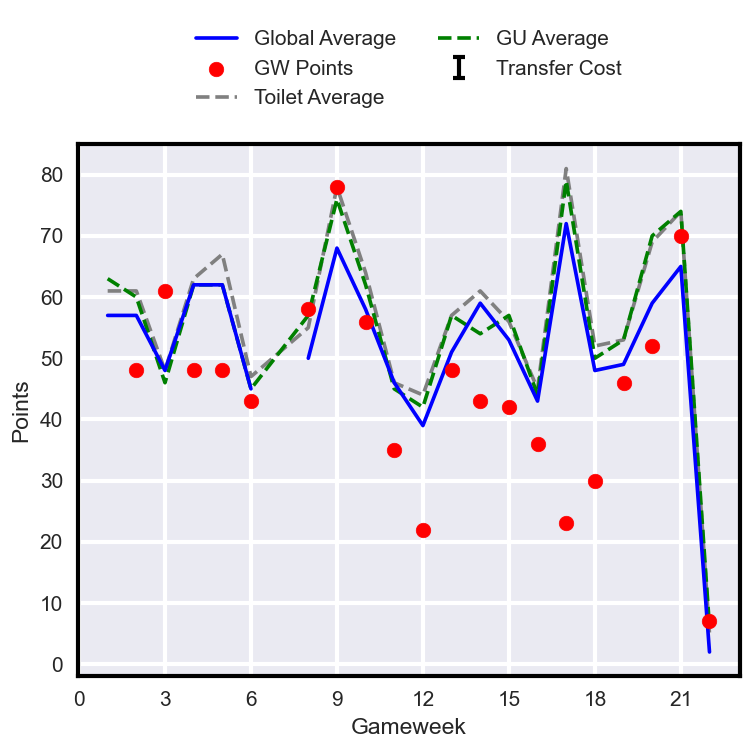 Global Average
GW Points
Toilet Average
GU Average
Transfer Cost
80
70
60
50
40
30
20
10
0
Points
0 3 6 9 12 15 18 21
Gameweek